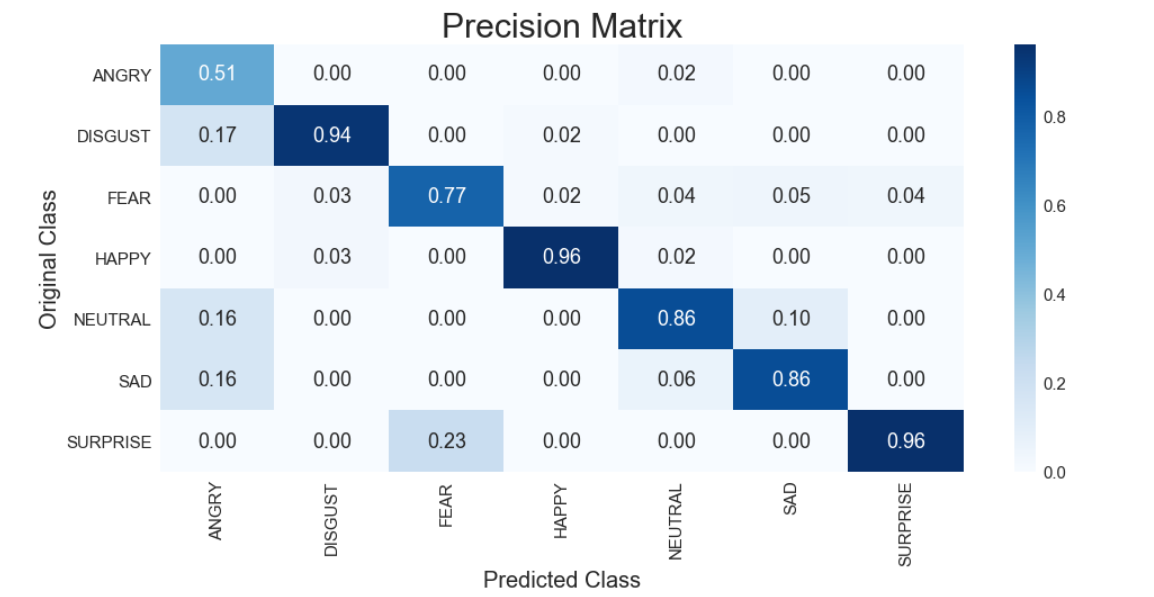 Precision Matrix
ANGRY 0.51 0.00 0.00 0.00 0.02 0.00 0.00
0.8
DISGUST 0.17 0.94 0.00 0.02 0.00 0.00 0.00
FEAR 0.00 0.03 0.77 0.02 0.04 0.05 0.04
0.6
Original Class
HAPPY 0.00 0.03 0.00 0.96 0.02 0.00 0.00
0.4
NEUTRAL 0.16 0.00 0.00 0.00 0.86 0.10 0.00
SAD 0.16 0.00 0.00 0.00 0.06 0.86 0.00
0.2
SURPRISE 0.00 0.00 0.23 0.00 0.00 0.00 0.96
0.0
ANGRY DISGUST FEAR HAPPY NEUTRAL SAD SURPRISE
Predicted Class